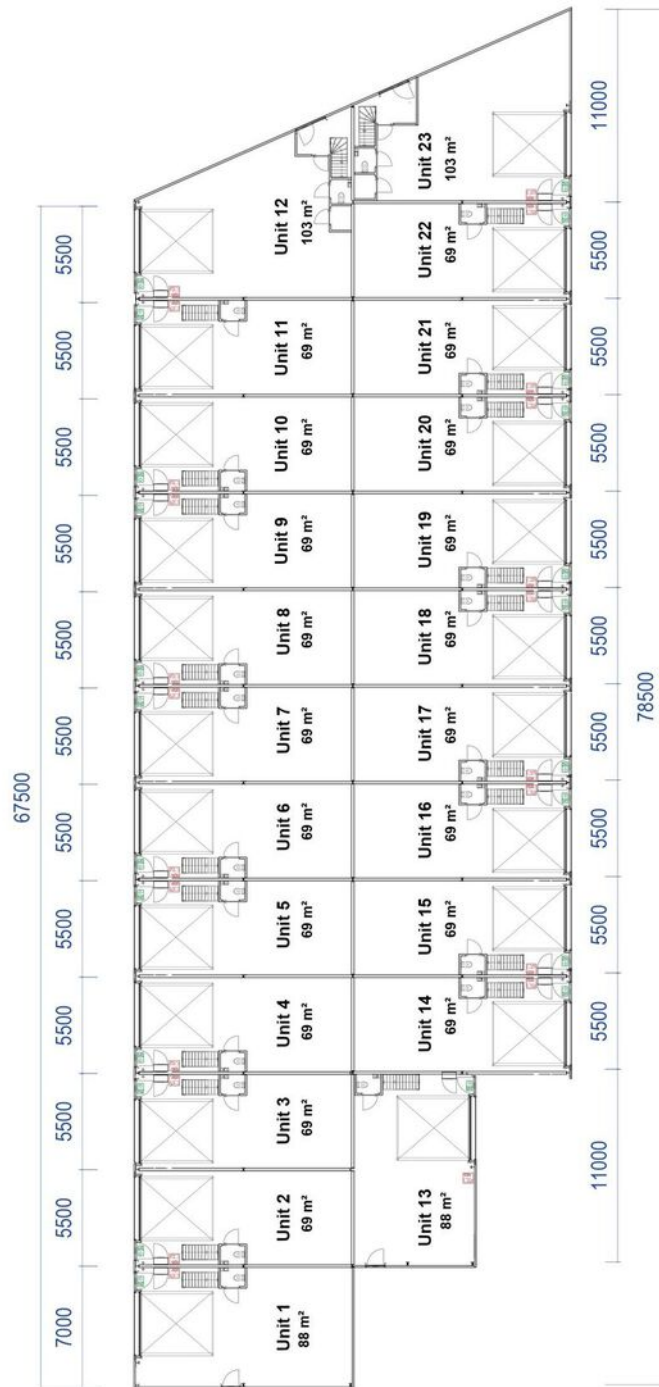 67500
5500
5500
5500
5500
5500
5500
5500
5500
5500
5500
5500
7000
Unit 12
103 m²
Unit 11
69 m²
Unit 10
69 m²
Unit 9
69 m²
Unit 8
69 m²
Unit 7
69 m²
Unit 6
69 m²
Unit 5
69 m²
Unit 4
69 m²
Unit 3
69 m²
Unit 2
69 m²
Unit 1
88 m²
Unit 23
103 m²
Unit 22
69 m²
Unit 21
69 m²
Unit 20
69 m²
Unit 19
69 m²
Unit 18
69 m²
Unit 17
69 m²
Unit 16
69 m²
Unit 15
69 m²
Unit 14
69 m²
Unit 13
88 m²
11000
5500
5500
5500
5500
5500
5500
5500
5500
5500
11000
78500